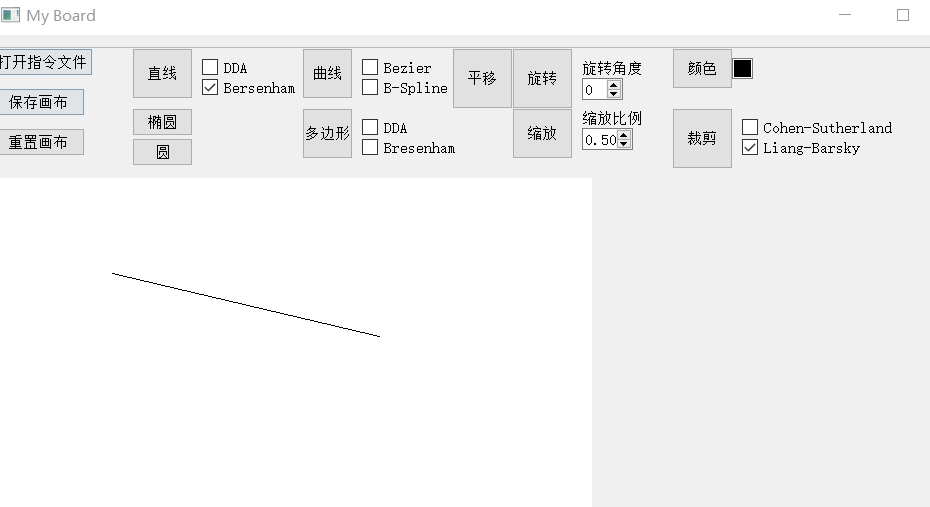 My Board
打开指令文件
保存画布
重置画布
直线
DDA
Bersenham
椭圆
圆
曲线
Bezier
B-Spline
多边形
DDA
Bresenham
平移
旋转
旋转角度
0
缩放
缩放比例
0.50
颜色
裁剪
Cohen-Sutherland
Liang-Barsky